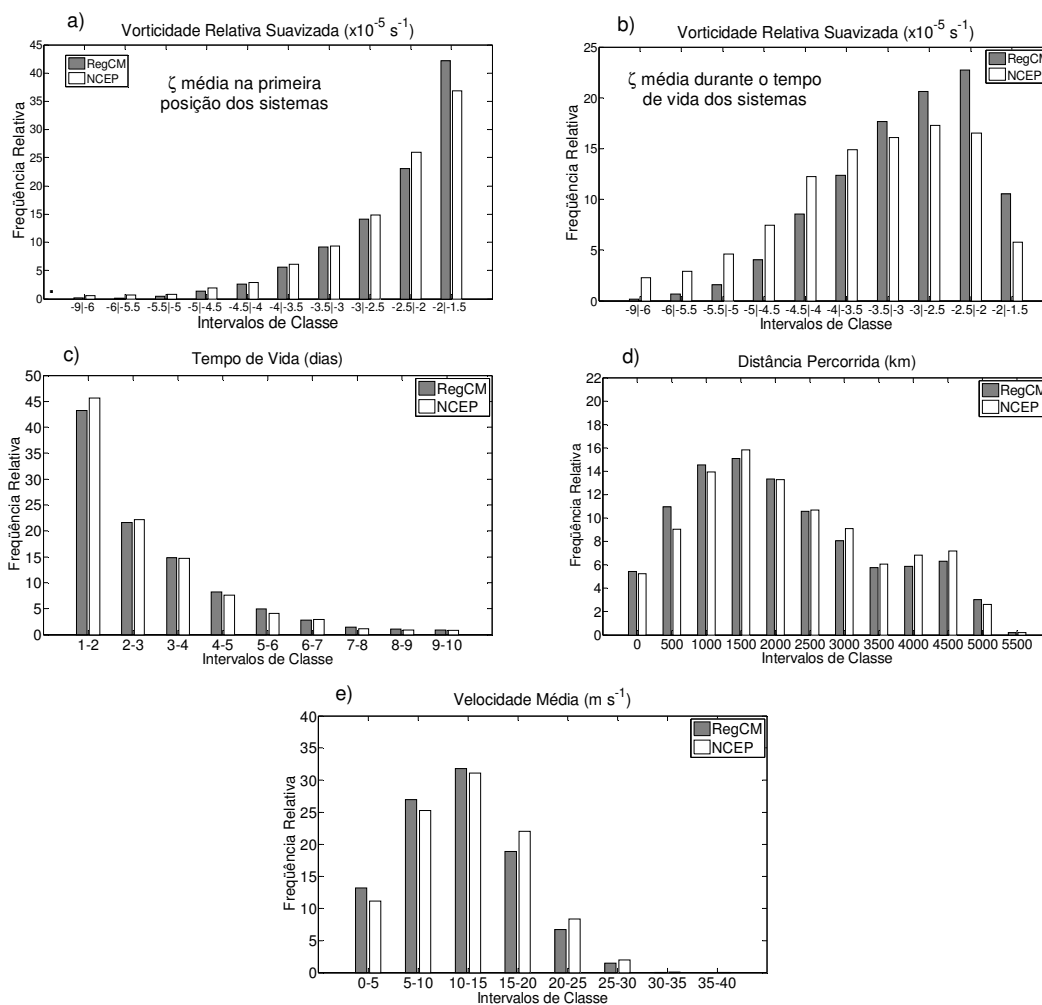 a)
Vorticidade Relativa Suavizada (x10⁻⁵ s⁻¹)
Freqüência Relativa
45
40
35
30
25
20
15
10
5
0
RegCM
NCEP
ζ média na primeira
posição dos sistemas
-9|-6 -6|-5.5 -5.5|-5 -5|-4.5 -4.5|-4 -4|-3.5 -3.5|-3 -3|-2.5 -2.5|-2 -2|-1.5
Intervalos de Classe
b)
Vorticidade Relativa Suavizada (x10⁻⁵ s⁻¹)
Freqüência Relativa
25
20
15
10
5
0
ζ média durante o tempo
de vida dos sistemas
RegCM
NCEP
-9|-6 -6|-5.5 -5.5|-5 -5|-4.5 -4.5|-4 -4|-3.5 -3.5|-3 -3|-2.5 -2.5|-2 -2|-1.5
Intervalos de Classe
c)
Tempo de Vida (dias)
Freqüência Relativa
50
45
40
35
30
25
20
15
10
5
0
RegCM
NCEP
1-2 2-3 3-4 4-5 5-6 6-7 7-8 8-9 9-10
Intervalos de Classe
d)
Distância Percorrida (km)
Freqüência Relativa
22
20
18
16
14
12
10
8
6
4
2
0
RegCM
NCEP
0 500 1000 1500 2000 2500 3000 3500 4000 4500 5000 5500
Intervalos de Classe
e)
Velocidade Média (m s⁻¹)
Freqüência Relativa
40
35
30
25
20
15
10
5
0
RegCM
NCEP
0-5 5-10 10-15 15-20 20-25 25-30 30-35 35-40
Intervalos de Classe